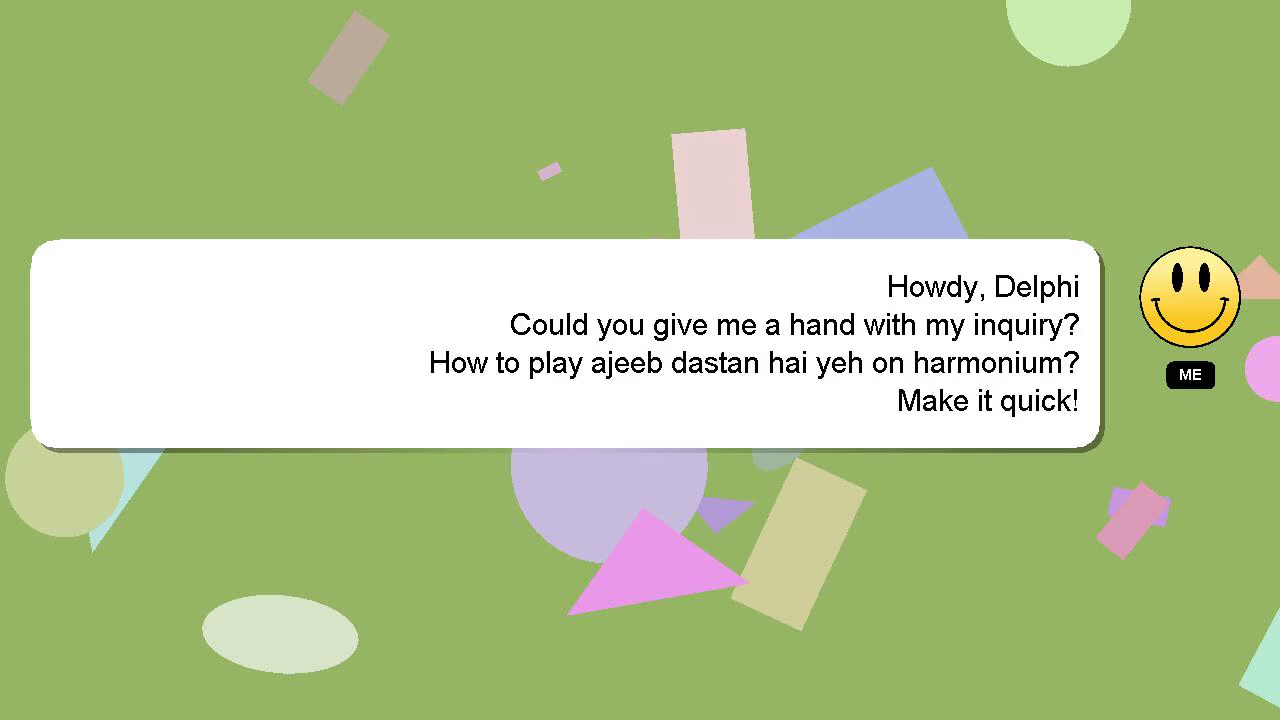 Howdy, Delphi
Could you give me a hand with my inquiry?
How to play ajeeb dastan hai yeh on harmonium?
Make it quick!
ME